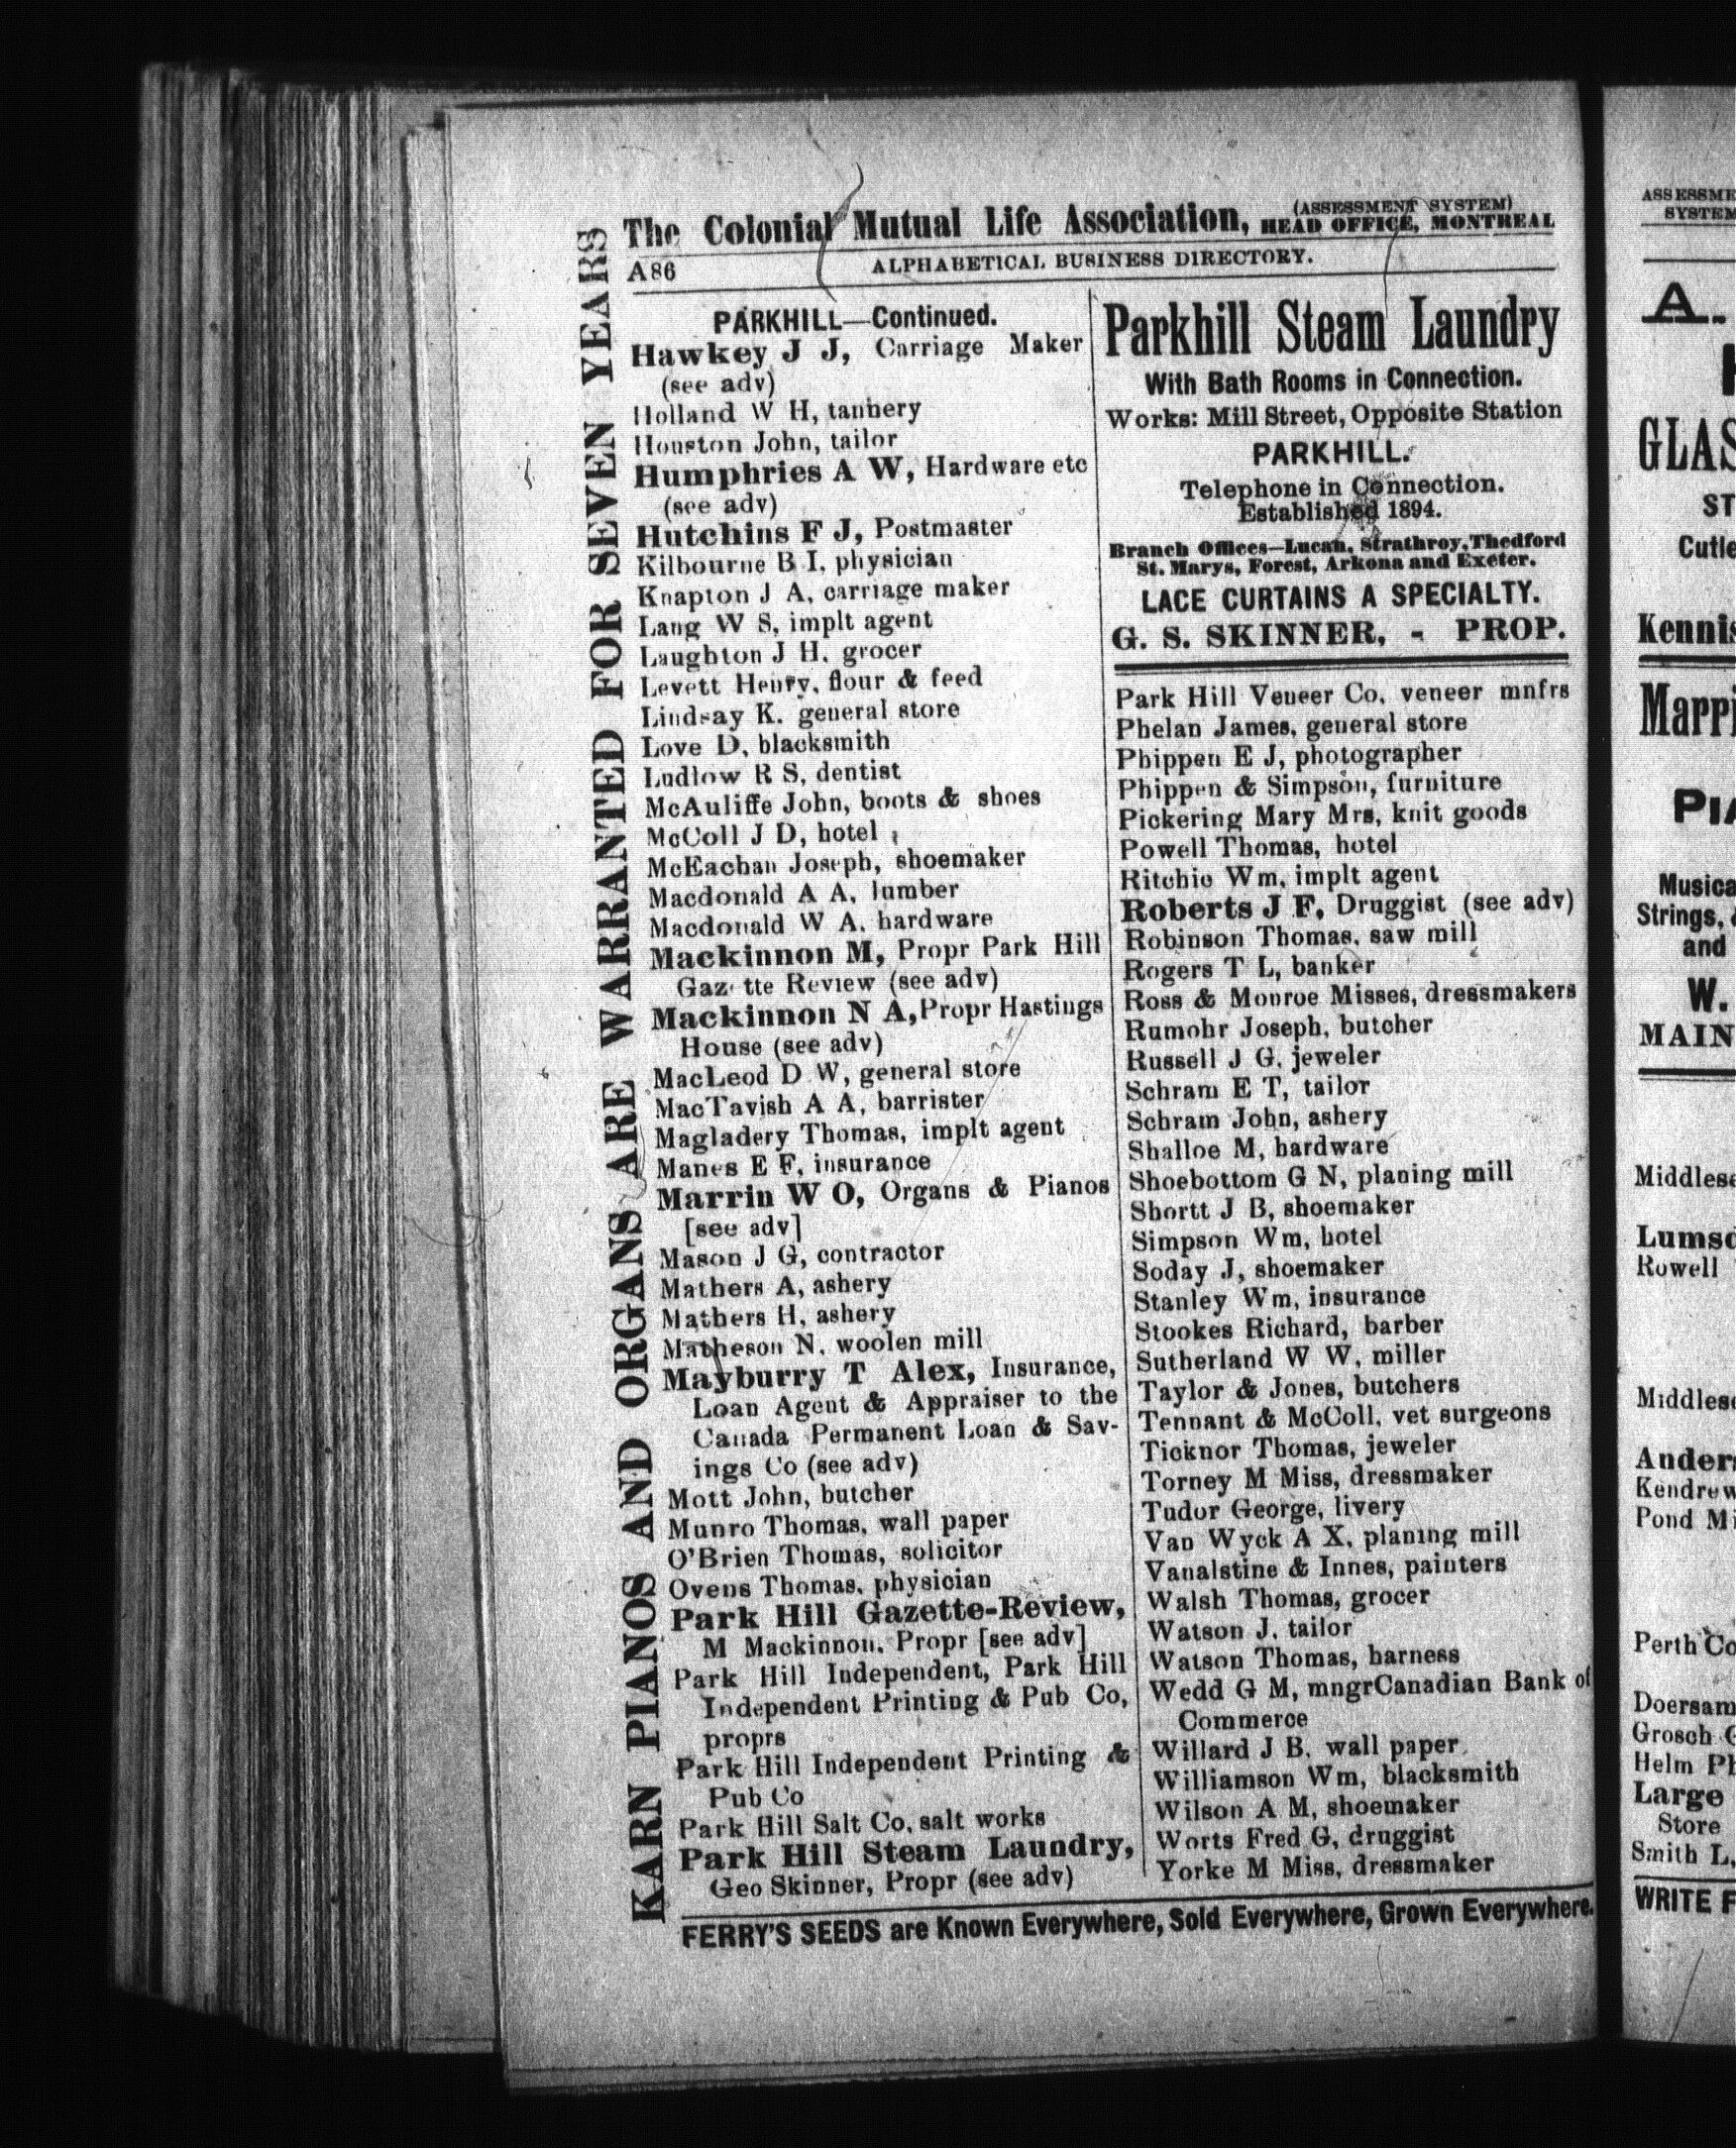 The Colonial Mutual Life Association, (ASSESSMENT SYSTEM) HEAD OFFICE, MONTREAL
A86 ALPHABETICAL BUSINESS DIRECTORY.
KARN PIANOS AND ORGANS ARE WARRANTED FOR SEVEN YEARS
PARKHILL—Continued.
Hawkey J J, Carriage Maker
(see adv)
Holland W H, tannery
Houston John, tailor
Humphries A W, Hardware etc
(see adv)
Hutchins F J, Postmaster
Kilbourne B I, physician
Knapton J A, carriage maker
Lang W S, implt agent
Laughton J H, grocer
Levett Henry, flour & feed
Lindsay K. general store
Love D, blacksmith
Ludlow R S, dentist
McAuliffe John, boots & shoes
McColl J D, hotel
McEachan Joseph, shoemaker
Macdonald A A, lumber
Macdonald W A, hardware
Mackinnon M, Propr Park Hill
Gazette Review (see adv)
Mackinnon N A, Propr Hastings
House (see adv)
MacLeod D W, general store
MacTavish A A, barrister
Magladery Thomas, implt agent
Manes E F, insurance
Marrin W O, Organs & Pianos
[see adv]
Mason J G, contractor
Mathers A, ashery
Mathers H, ashery
Matheson N, woolen mill
Mayburry T Alex, Insurance,
Loan Agent & Appraiser to the
Canada Permanent Loan & Sav-
ings Co (see adv)
Mott John, butcher
Munro Thomas, wall paper
O'Brien Thomas, solicitor
Ovens Thomas, physician
Park Hill Gazette-Review,
M Mackinnon, Propr [see adv]
Park Hill Independent, Park Hill
Independent Printing & Pub Co,
proprs
Park Hill Independent Printing &
Pub Co
Park Hill Salt Co, salt works
Park Hill Steam Laundry,
Geo Skinner, Propr (see adv)
Parkhill Steam Laundry
With Bath Rooms in Connection.
Works: Mill Street, Opposite Station
PARKHILL.
Telephone in Connection.
Established 1894.
Branch Offices—Lucan, Strathroy, Thedford
St. Marys, Forest, Arkona and Exeter.
LACE CURTAINS A SPECIALTY.
G. S. SKINNER, - PROP.
Park Hill Veneer Co, veneer mnfrs
Phelan James, general store
Phippen E J, photographer
Phippen & Simpson, furniture
Pickering Mary Mrs, knit goods
Powell Thomas, hotel
Ritchie Wm, implt agent
Roberts J F, Druggist (see adv)
Robinson Thomas, saw mill
Rogers T L, banker
Ross & Monroe Misses, dressmakers
Rumohr Joseph, butcher
Russell J G, jeweler
Schram E T, tailor
Schram John, ashery
Shalloe M, hardware
Shoebottom G N, planing mill
Shortt J B, shoemaker
Simpson Wm, hotel
Soday J, shoemaker
Stanley Wm, insurance
Stookes Richard, barber
Sutherland W W, miller
Taylor & Jones, butchers
Tennant & McColl, vet surgeons
Ticknor Thomas, jeweler
Torney M Miss, dressmaker
Tudor George, livery
Van Wyck A X, planing mill
Vanalstine & Innes, painters
Walsh Thomas, grocer
Watson J, tailor
Watson Thomas, harness
Wedd G M, mngr Canadian Bank of
Commerce
Willard J B, wall paper
Williamson Wm, blacksmith
Wilson A M, shoemaker
Worts Fred G, druggist
Yorke M Miss, dressmaker
FERRY'S SEEDS are Known Everywhere, Sold Everywhere, Grown Everywhere.
A.
ST
and
W.
MAIN
Rowell
Large
Store
Smith L.
WRITE